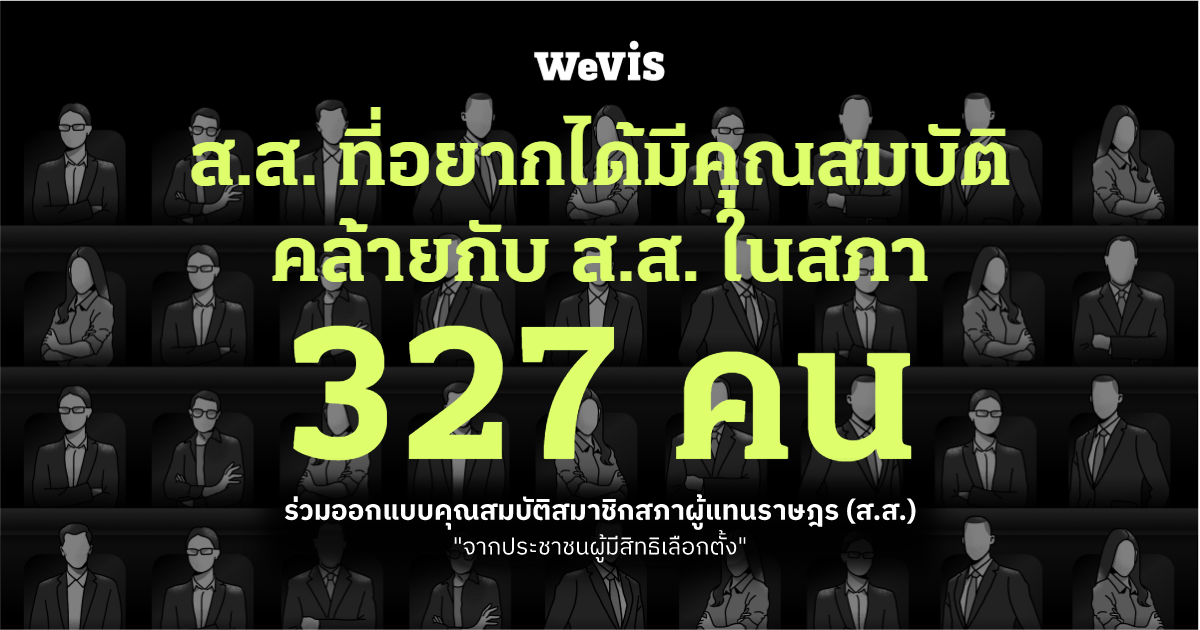 WeVIS
ส.ส. ที่อยากได้มีคุณสมบัติ
คล้ายกับ ส.ส. ในสภา
327 คน
ร่วมออกแบบคุณสมบัติสมาชิกสภาผู้แทนราษฎร (ส.ส.)
"จากประชาชนผู้มีสิทธิเลือกตั้ง"